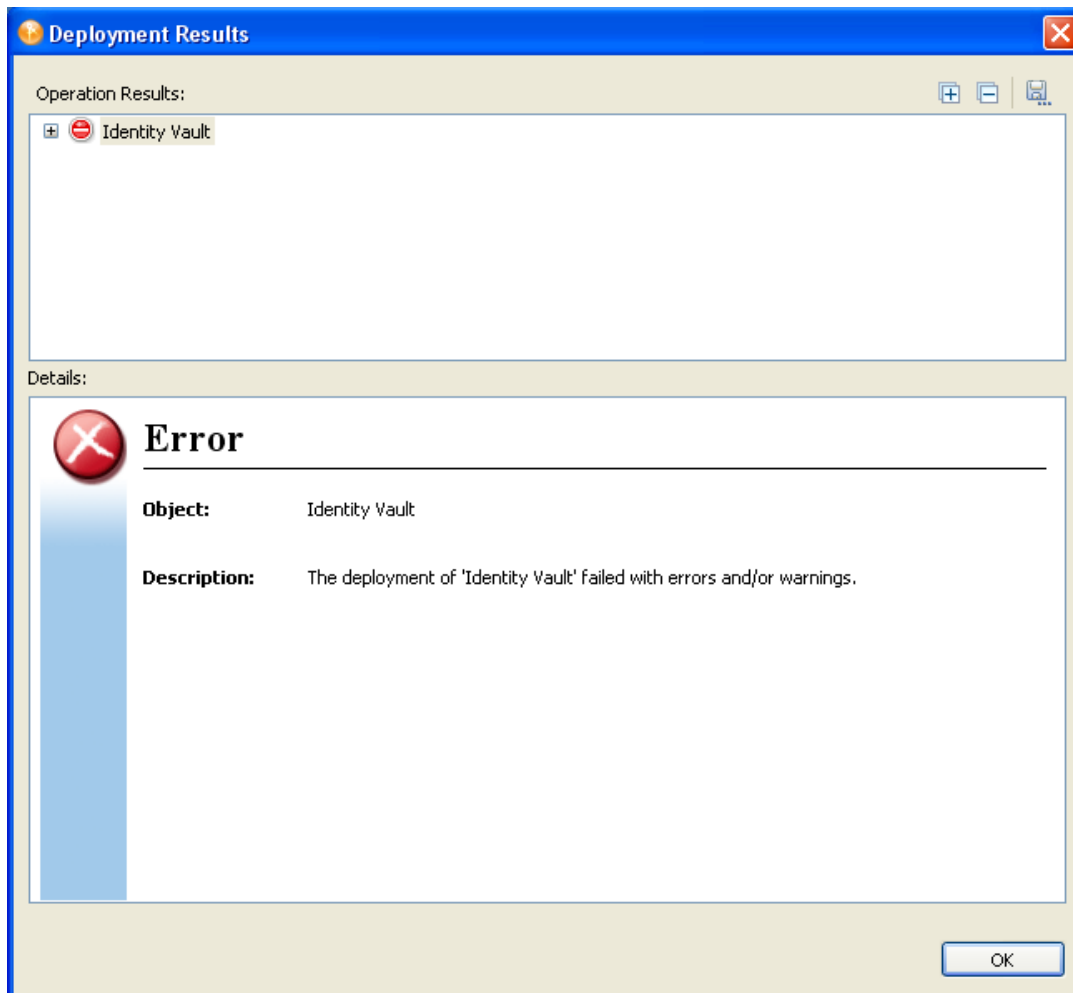 Deployment Results
Operation Results:
Identity Vault
Details:
Error
Object: Identity Vault
Description: The deployment of 'Identity Vault' failed with errors and/or warnings.
OK